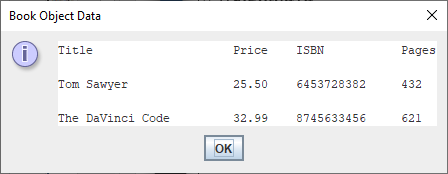 Book Object Data
Title Price ISBN Pages
Tom Sawyer 25.50 6453728382 432
The DaVinci Code 32.99 8745633456 621
OK